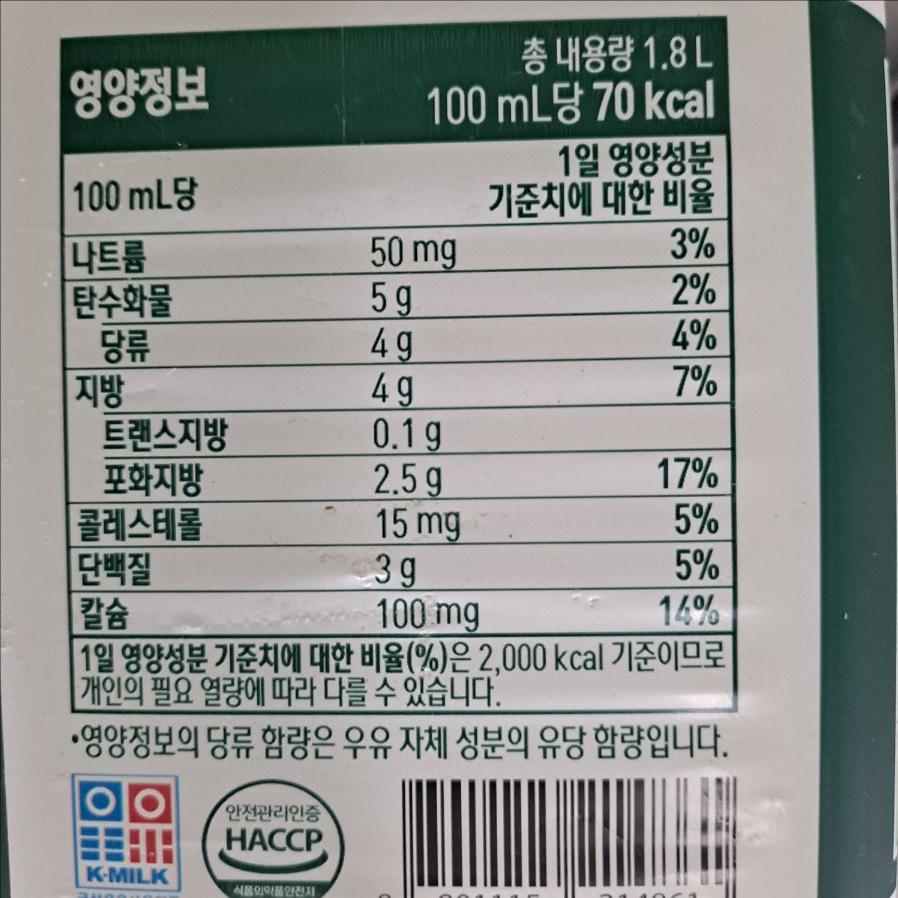 영양정보
총 내용량 1.8 L
100 mL당 70 kcal
100 mL당
1일 영양성분
기준치에 대한 비율
나트륨 50 mg 3%
탄수화물 5 g 2%
당류 4 g 4%
지방 4 g 7%
트랜스지방 0.1 g
포화지방 2.5 g 17%
콜레스테롤 15 mg 5%
단백질 3 g 5%
칼슘 100 mg 14%
1일 영양성분 기준치에 대한 비율(%)은 2,000 kcal 기준이므로
개인의 필요 열량에 따라 다를 수 있습니다.
•영양정보의 당류 함량은 우유 자체 성분의 유당 함량입니다.
K·MILK
안전관리인증
HACCP
식품의약품안전처